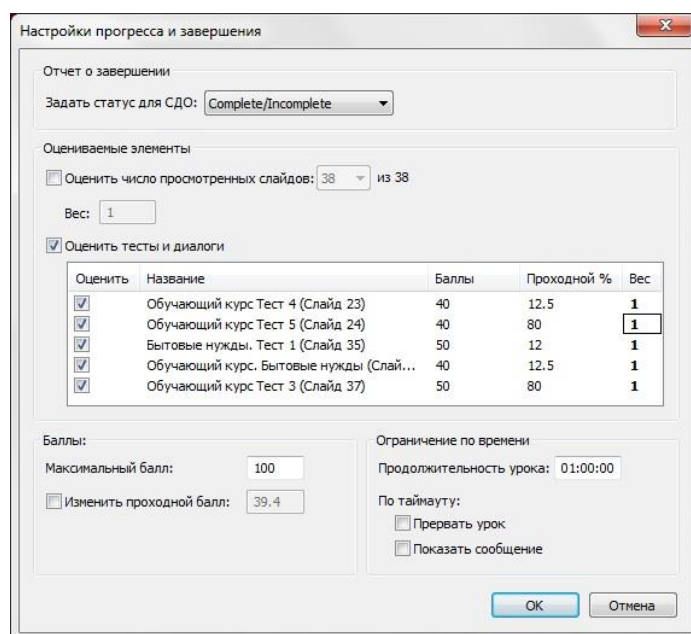 Настройки прогресса и завершения
Отчет о завершении
Задать статус для СДО: Complete/Incomplete
Оцениваемые элементы
Оценить число просмотренных слайдов: 38 из 38
Вес: 1
Оценить тесты и диалоги
Оценить Название Баллы Проходной % Вес
Обучающий курс Тест 4 (Слайд 23) 40 12.5 1
Обучающий курс Тест 5 (Слайд 24) 40 80 1
Бытовые нужды. Тест 1 (Слайд 35) 50 12 1
Обучающий курс. Бытовые нужды (Слай... 40 12.5 1
Обучающий курс Тест 3 (Слайд 37) 50 80 1
Баллы:
Максимальный балл: 100
Изменить проходной балл: 39.4
Ограничение по времени
Продолжительность урока: 01:00:00
По таймауту:
Прервать урок
Показать сообщение
OK Отмена